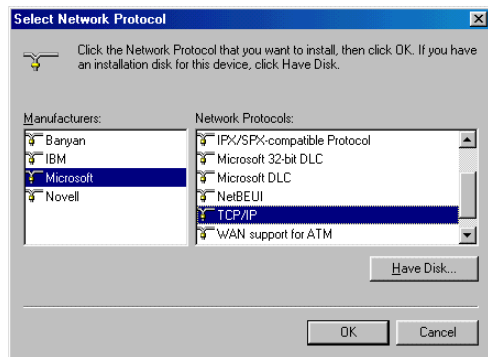 Select Network Protocol
Click the Network Protocol that you want to install, then click OK. If you have
an installation disk for this device, click Have Disk.
Manufacturers:
Banyan
IBM
Microsoft
Novell
Network Protocols:
IPX/SPX-compatible Protocol
Microsoft 32-bit DLC
Microsoft DLC
NetBEUI
TCP/IP
WAN support for ATM
Have Disk...
OK
Cancel